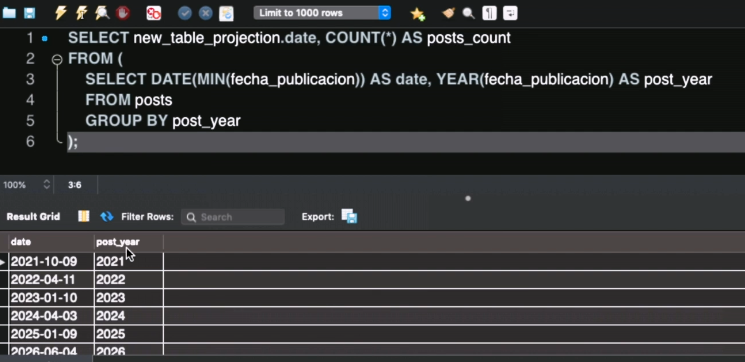 Limit to 1000 rows
1 SELECT new_table_projection.date, COUNT(*) AS posts_count
2 FROM (
3 SELECT DATE(MIN(fecha_publicacion)) AS date, YEAR(fecha_publicacion) AS post_year
4 FROM posts
5 GROUP BY post_year
6 );
100% 3:6
Result Grid Filter Rows: Search Export:
date post_year
2021-10-09 2021
2022-04-11 2022
2023-01-10 2023
2024-04-03 2024
2025-01-09 2025
2026-06-04 2026